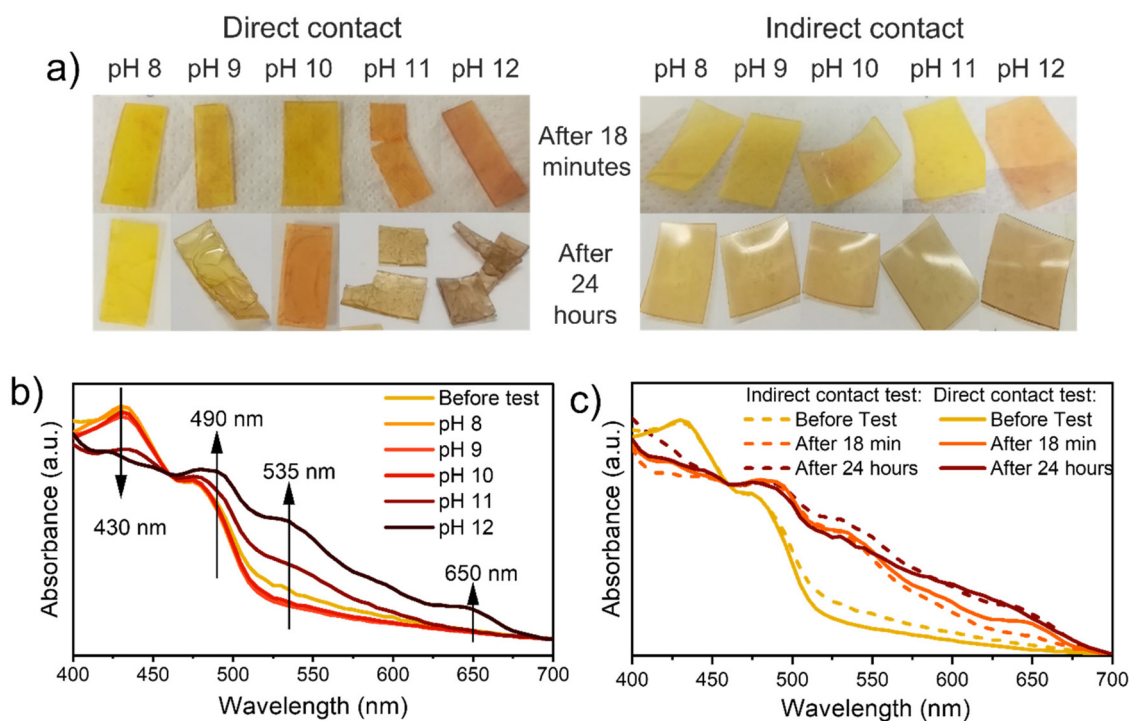 Direct contact
Indirect contact
a)
pH 8 pH 9 pH 10 pH 11 pH 12
pH 8 pH 9 pH 10 pH 11 pH 12
After 18
minutes
After
24
hours
b)
Absorbance (a.u.)
430 nm
490 nm
535 nm
650 nm
Before test
pH 8
pH 9
pH 10
pH 11
pH 12
400 450 500 550 600 650 700
Wavelength (nm)
c)
Absorbance (a.u.)
Indirect contact test: Direct contact test:
Before Test Before Test
After 18 min After 18 min
After 24 hours After 24 hours
400 450 500 550 600 650 700
Wavelength (nm)